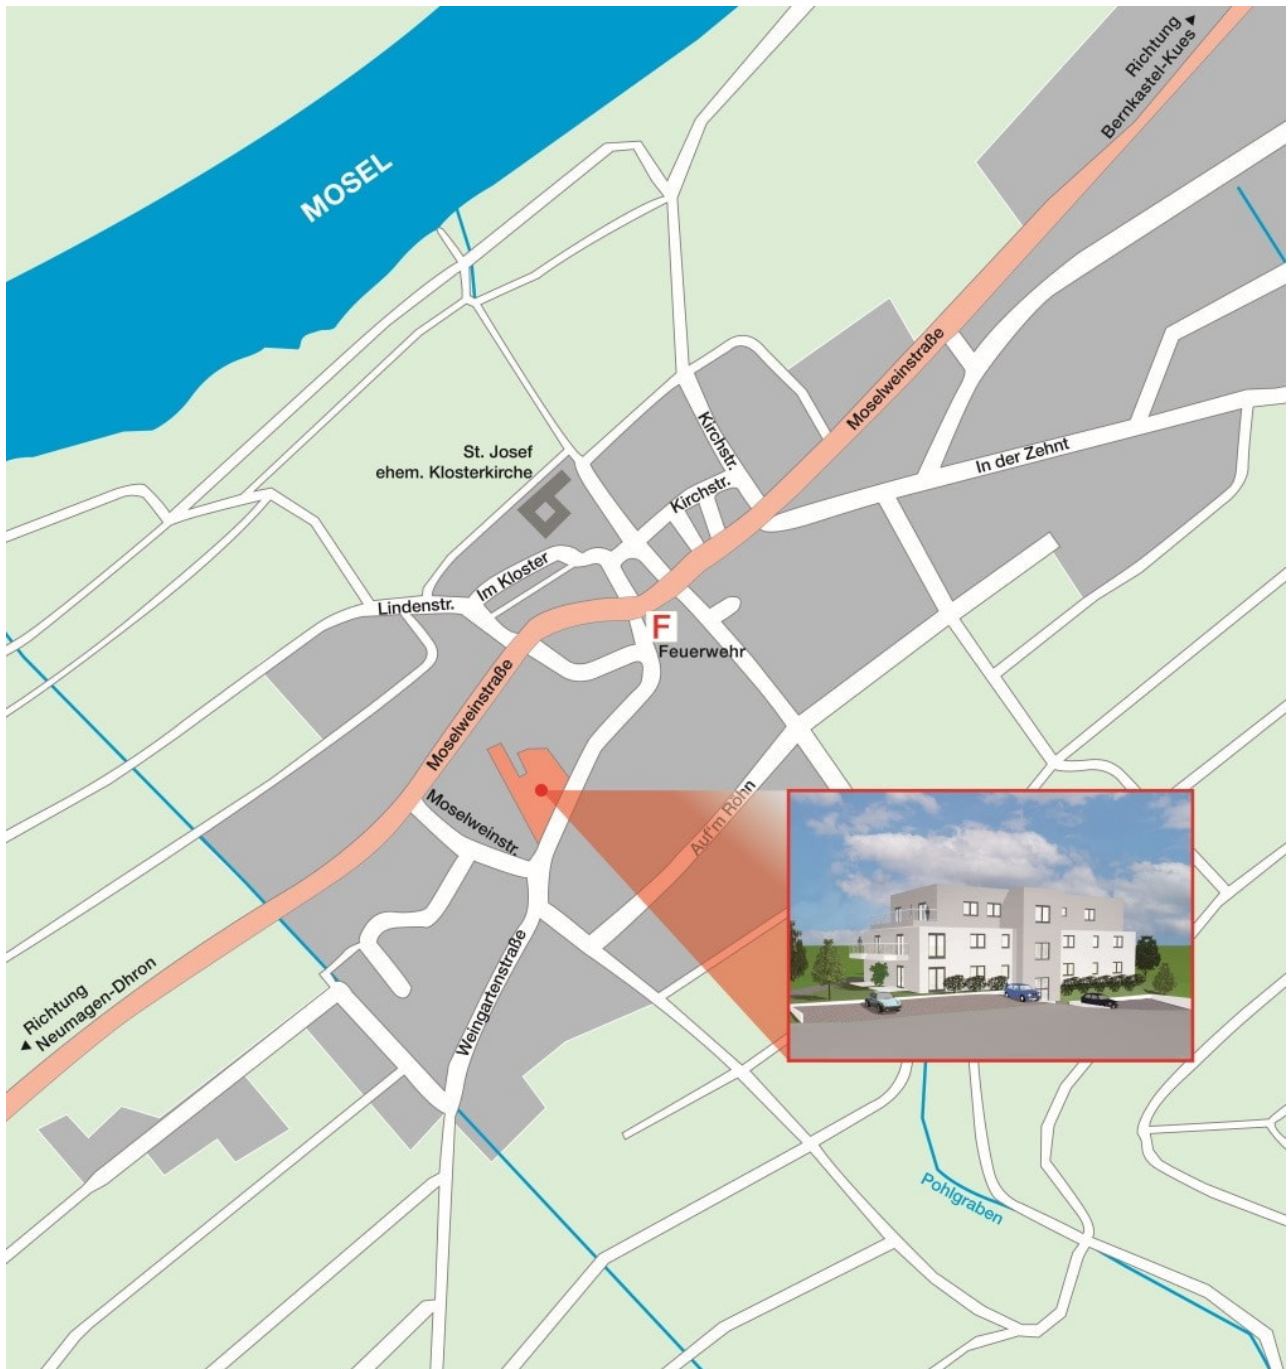 Richtung
Bernkastel-Kues
MOSEL
Moselweinstraße
Kirchstr.
St. Josef
ehem. Klosterkirche
In der Zehnt
Kirchstr.
Im Kloster
Lindenstr.
F
Feuerwehr
Moselweinstraße
Moselweinstr.
Auf'm Röhn
Weingartenstraße
Richtung
Neumagen-Dhron
Pohlgraben